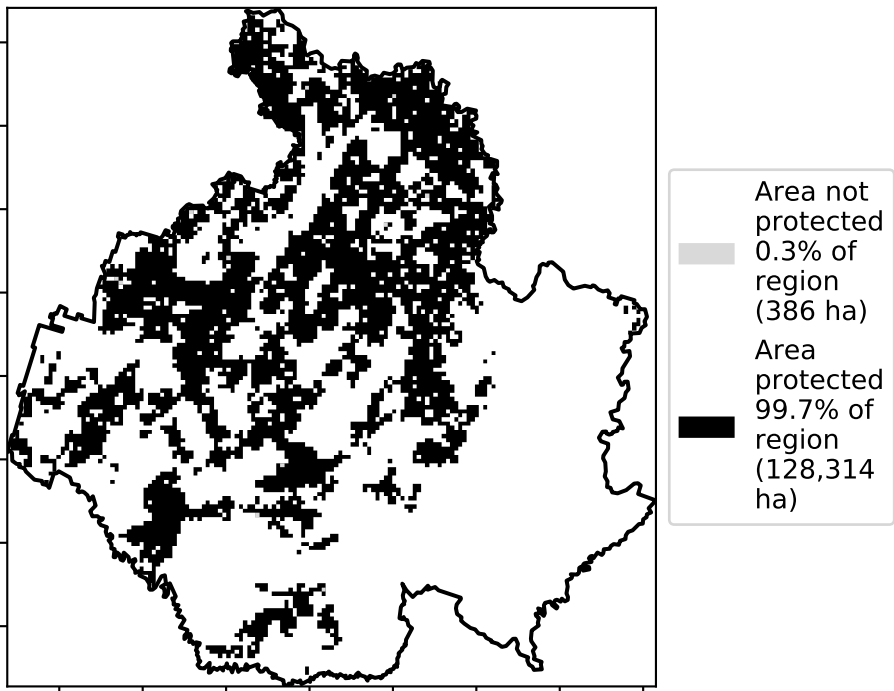 Area not
protected
0.3% of
region
(386 ha)
Area
protected
99.7% of
region
(128,314
ha)